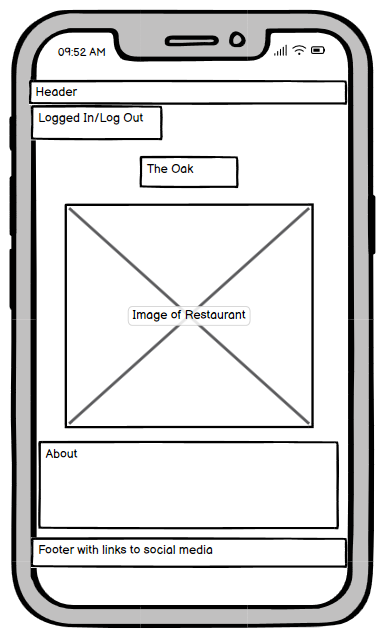 09:52 AM
Header
Logged In/Log Out
The Oak
Image of Restaurant
About
Footer with links to social media